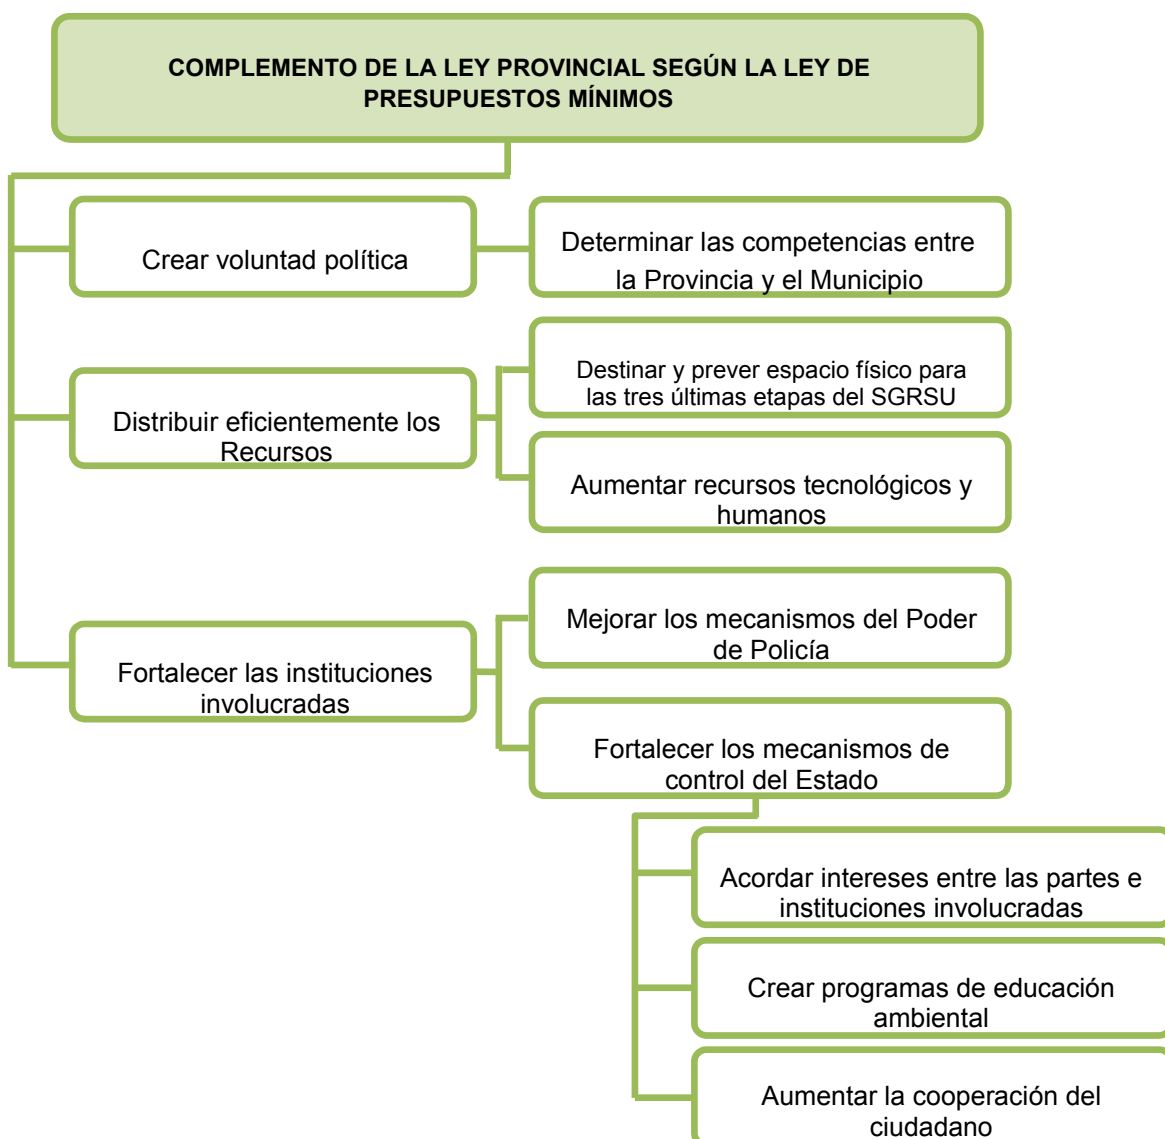 COMPLEMENTO DE LA LEY PROVINCIAL SEGÚN LA LEY DE
PRESUPUESTOS MÍNIMOS
Crear voluntad política
Determinar las competencias entre
la Provincia y el Municipio
Distribuir eficientemente los
Recursos
Destinar y prever espacio físico para
las tres últimas etapas del SGRSU
Aumentar recursos tecnológicos y
humanos
Fortalecer las instituciones
involucradas
Mejorar los mecanismos del Poder
de Policía
Fortalecer los mecanismos de
control del Estado
Acordar intereses entre las partes e
instituciones involucradas
Crear programas de educación
ambiental
Aumentar la cooperación del
ciudadano